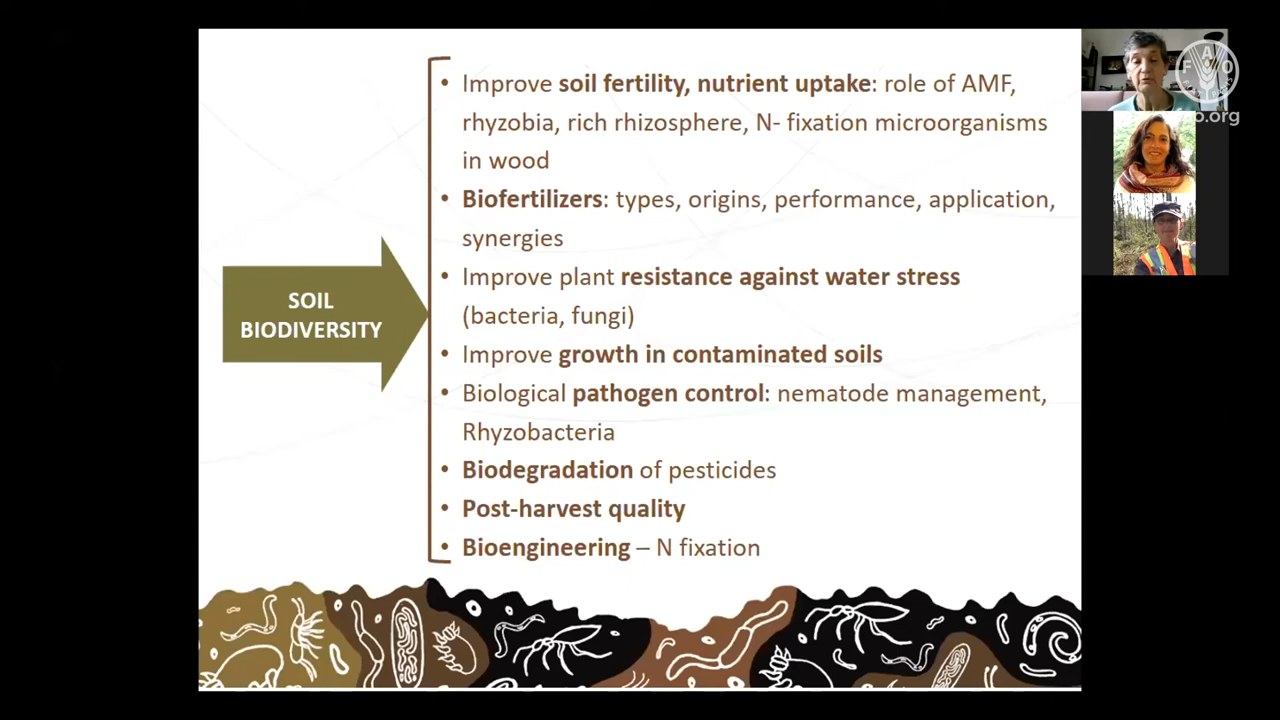 • Improve soil fertility, nutrient uptake: role of AMF,
rhyzobia, rich rhizosphere, N- fixation microorganisms
in wood
• Biofertilizers: types, origins, performance, application,
synergies
• Improve plant resistance against water stress
(bacteria, fungi)
• Improve growth in contaminated soils
• Biological pathogen control: nematode management,
Rhyzobacteria
• Biodegradation of pesticides
• Post-harvest quality
• Bioengineering – N fixation
SOIL
BIODIVERSITY
F A O